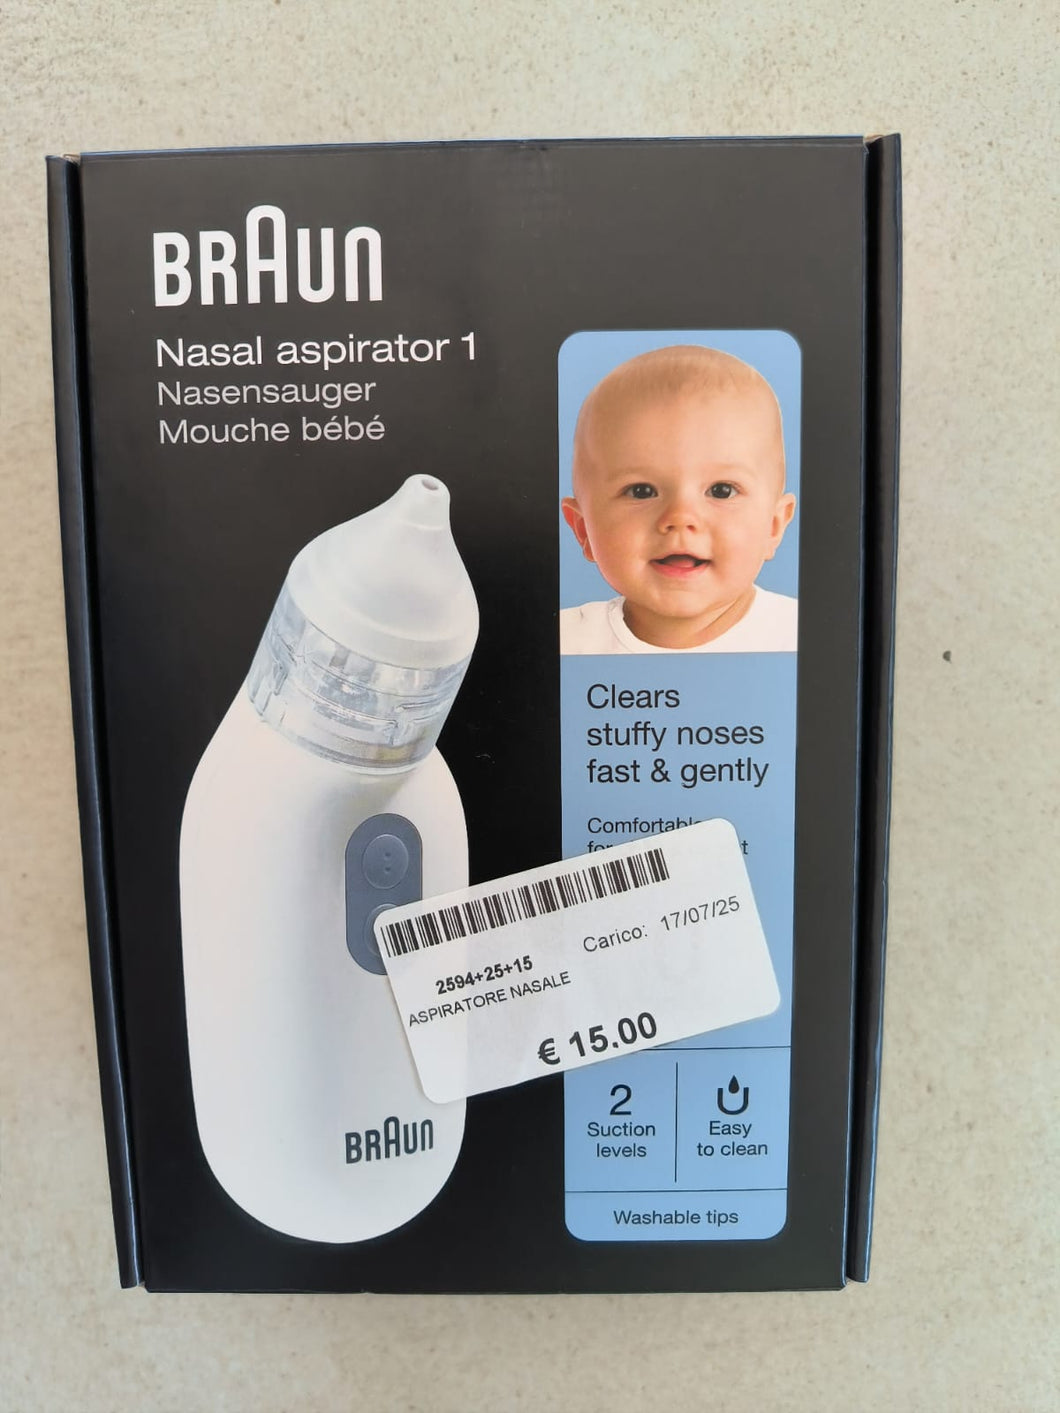 BRAUN
Nasal aspirator 1
Nasensauger
Mouche bébé
Clears
stuffy noses
fast & gently
2594+25+15
Carico: 17/07/25
ASPIRATORE NASALE
€ 15.00
BRAUN
2
Suction
levels
Easy
to clean
Washable tips